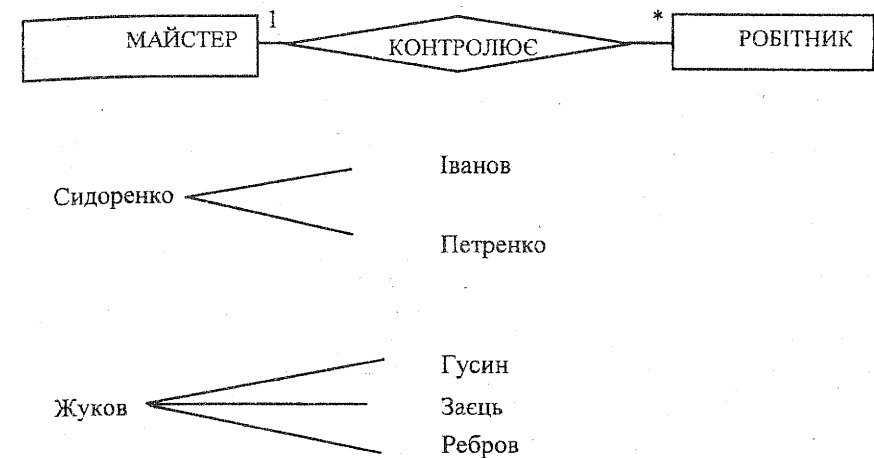 МАЙСТЕР 1 КОНТРОЛЮЄ * РОБІТНИК
Іванов
Сидоренко
Петренко
Гусин
Жуков Заєць
Ребров